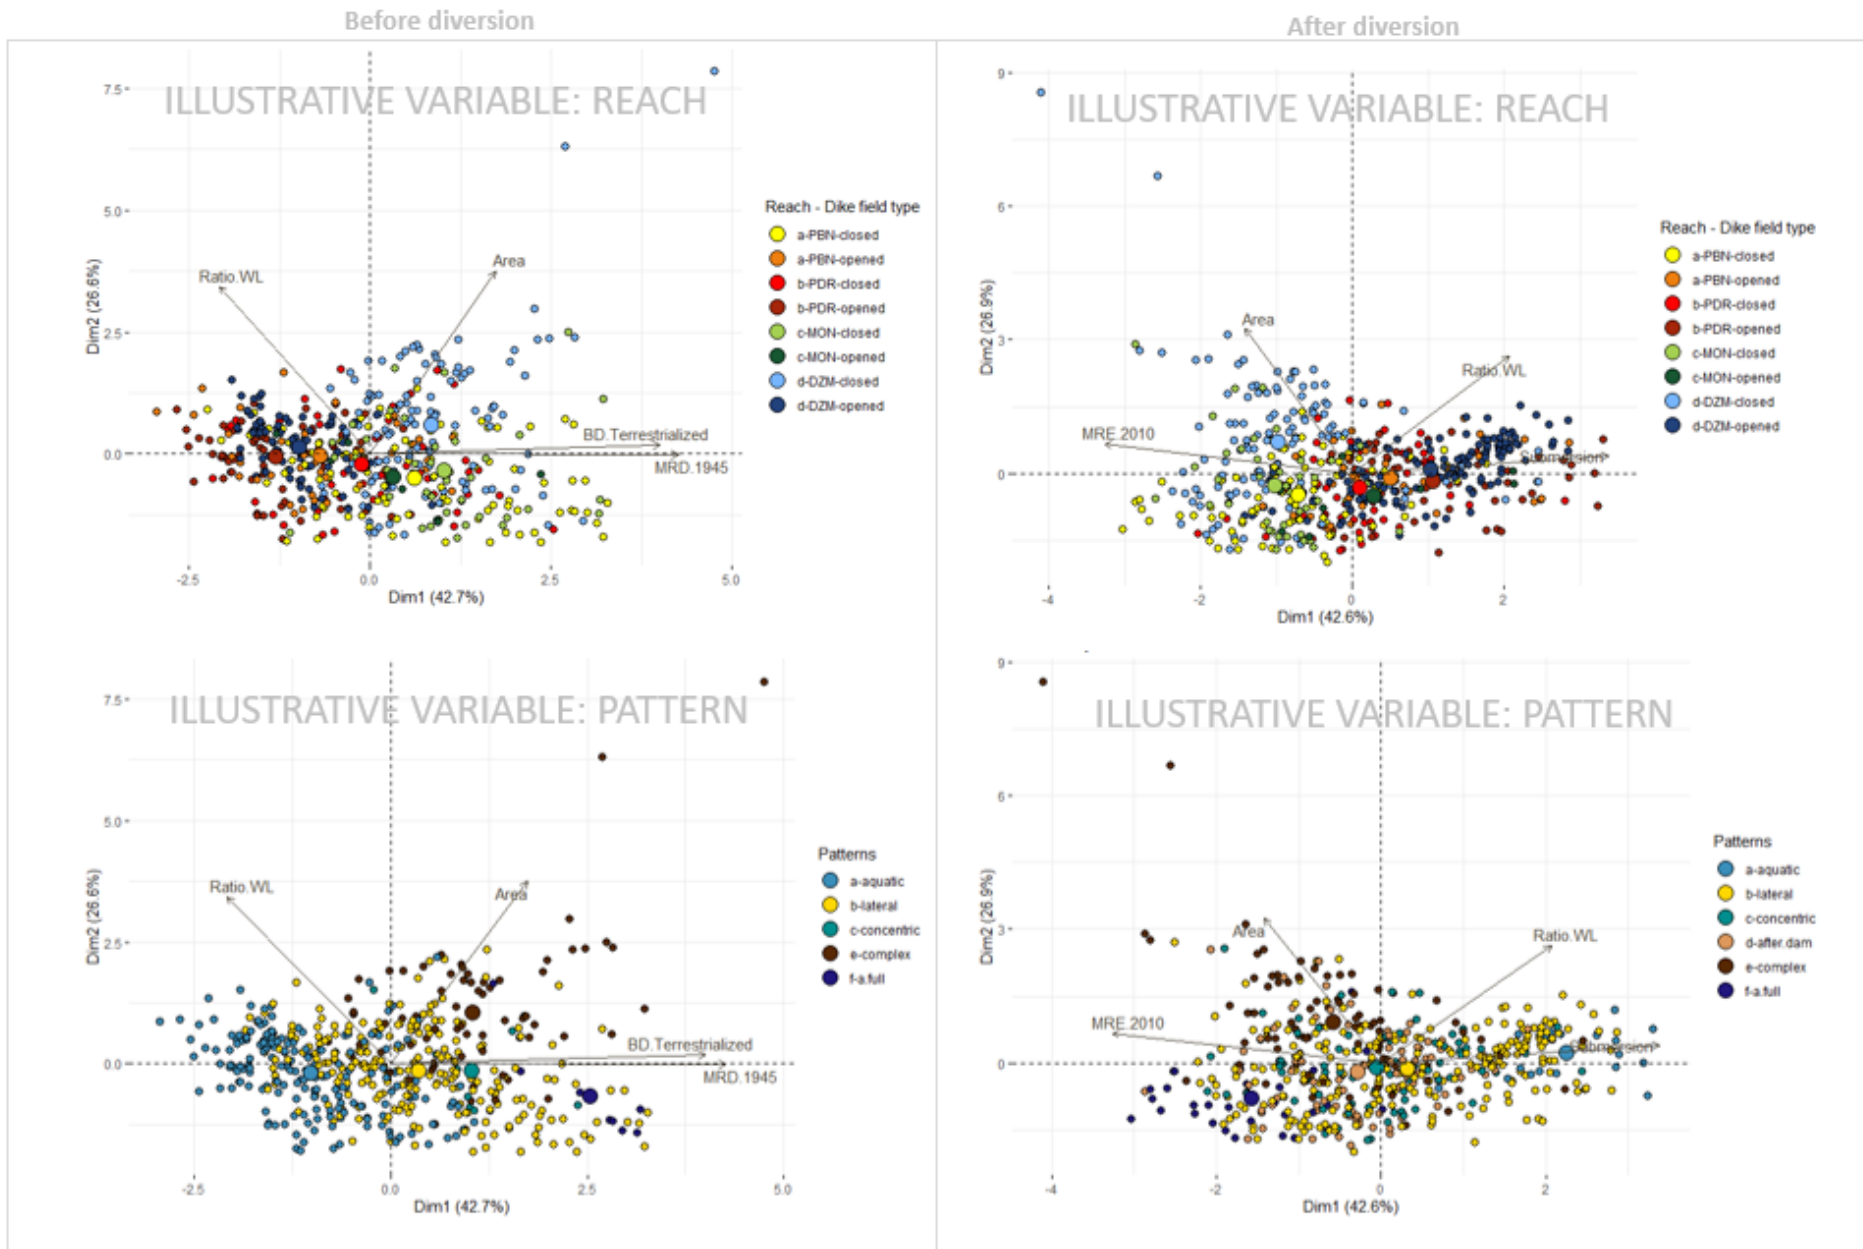 Before diversion
After diversion
ILLUSTRATIVE VARIABLE: REACH
7.5
5.0
2.5
0.0
Dim2 (26.6%)
Ratio.WL
Area
BD.Terrestrialized
MRD.1945
-2.5
0.0
2.5
5.0
Dim1 (42.7%)
Reach - Dike field type
a-PBN-closed
a-PBN-opened
b-PDR-closed
b-PDR-opened
c-MON-closed
c-MON-opened
d-DZM-closed
d-DZM-opened
ILLUSTRATIVE VARIABLE: REACH
9
6
3
0
Dim2 (26.9%)
Area
Ratio.WL
MRE.2010
Submersion
-4
-2
0
2
Dim1 (42.6%)
Reach - Dike field type
a-PBN-closed
a-PBN-opened
b-PDR-closed
b-PDR-opened
c-MON-closed
c-MON-opened
d-DZM-closed
d-DZM-opened
ILLUSTRATIVE VARIABLE: PATTERN
7.5
5.0
2.5
0.0
Dim2 (26.6%)
Ratio.WL
Area
BD.Terrestrialized
MRD.1945
-2.5
0.0
2.5
5.0
Dim1 (42.7%)
Patterns
a-aquatic
b-lateral
c-concentric
e-complex
f-a.full
ILLUSTRATIVE VARIABLE: PATTERN
9
6
3
0
Dim2 (26.9%)
Area
Ratio.WL
MRE.2010
Submersion
-4
-2
0
2
Dim1 (42.6%)
Patterns
a-aquatic
b-lateral
c-concentric
d-after.dam
e-complex
f-a.full